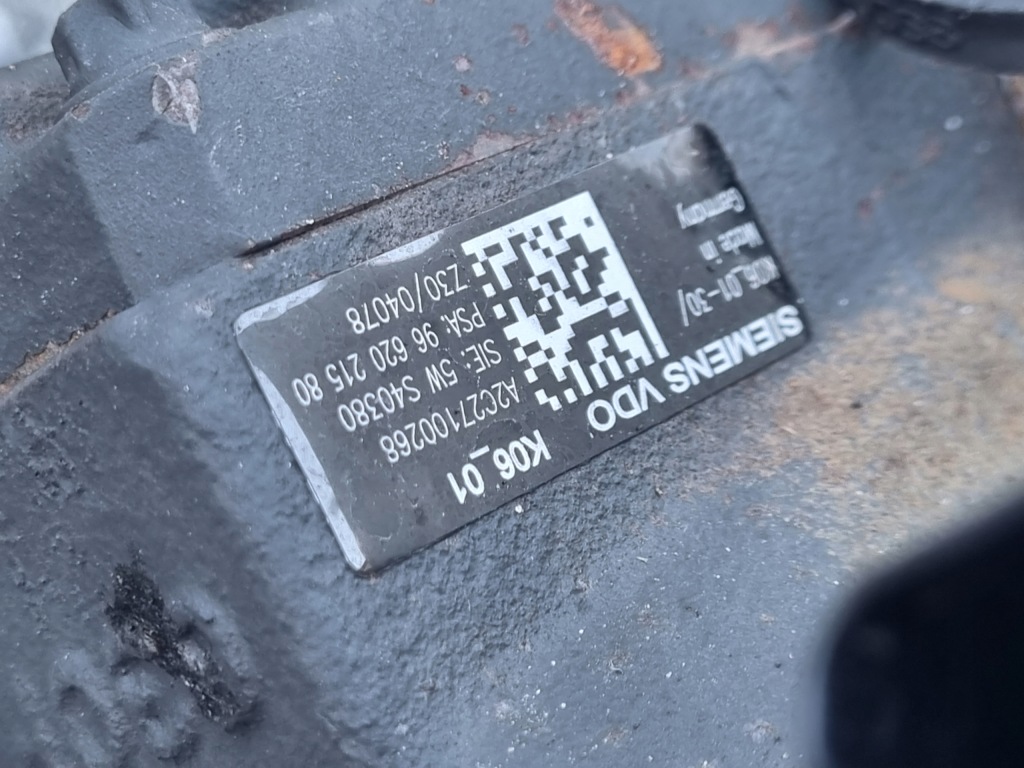 SIEMENS VDO
K06_01-30/
K06_01
Made in
Germany
A2C27100268
SIE: 5W S40380
PSA: 96 620 215 80
Z30/04078